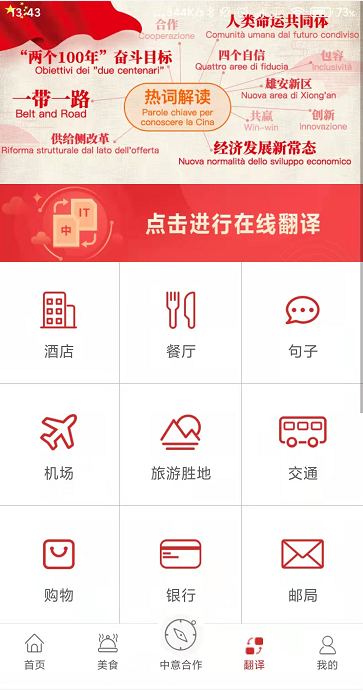 13:43
73%
合作
Cooperazione
人类命运共同体
Comunità umana dal futuro condiviso
“两个100年”奋斗目标
Obiettivi dei "due centenari"
四个自信
Quattro aree di fiducia
包容
Inclusività
一带一路
Belt and Road
热词解读
Parole chiave per
conoscere la Cina
雄安新区
Nuova area di Xiong'an
共赢
Win-win
创新
Innovazione
供给侧改革
Riforma strutturale dal lato dell'offerta
经济发展新常态
Nuova normalità dello sviluppo economico
中
IT
点击进行在线翻译
酒店
餐厅
句子
机场
旅游胜地
交通
购物
银行
邮局
首页
美食
中意合作
翻译
我的